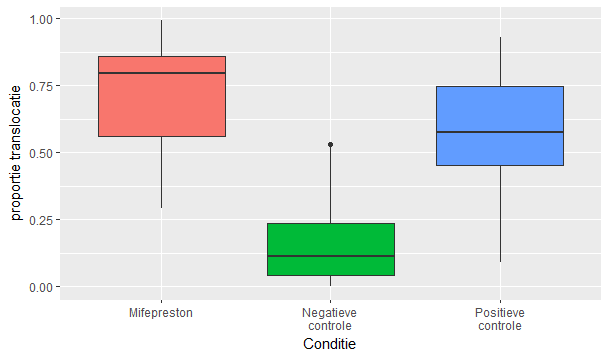 proportie translocatie
1.00
0.75
0.50
0.25
0.00
Mifepreston
Negatieve
controle
Positieve
controle
Conditie